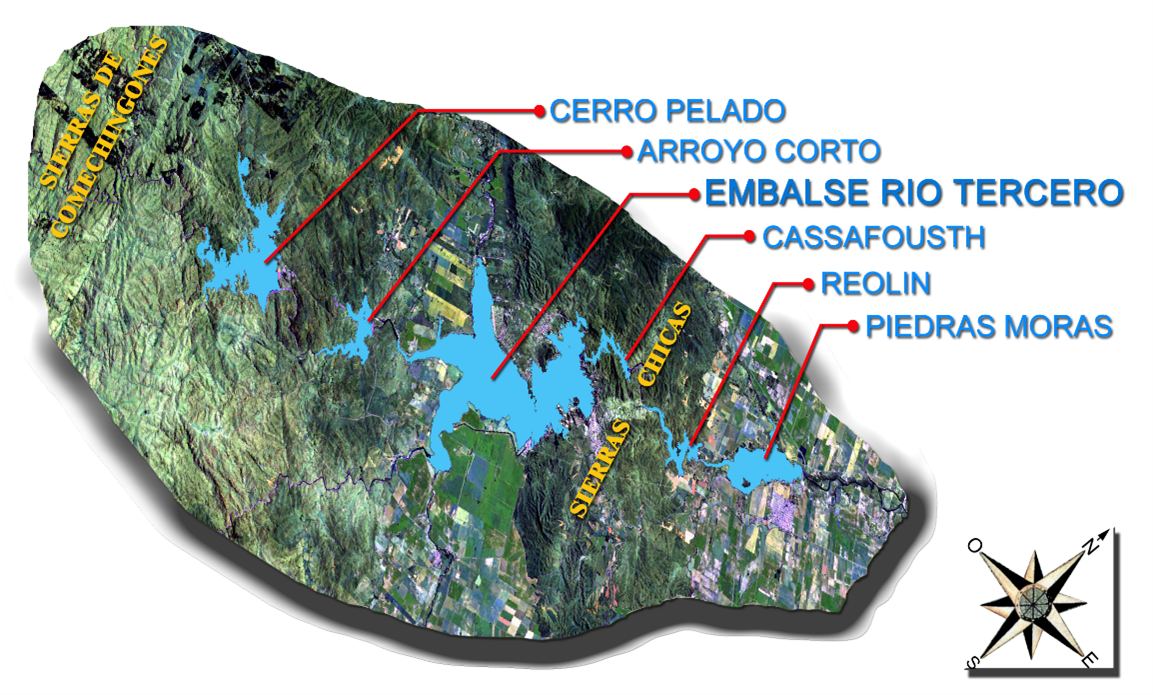 SIERRAS DE
COMECHINGONES
CERRO PELADO
ARROYO CORTO
EMBALSE RIO TERCERO
CASSAFOUSTH
REOLIN
PIEDRAS MORAS
SIERRAS CHICAS
O
N
S
E